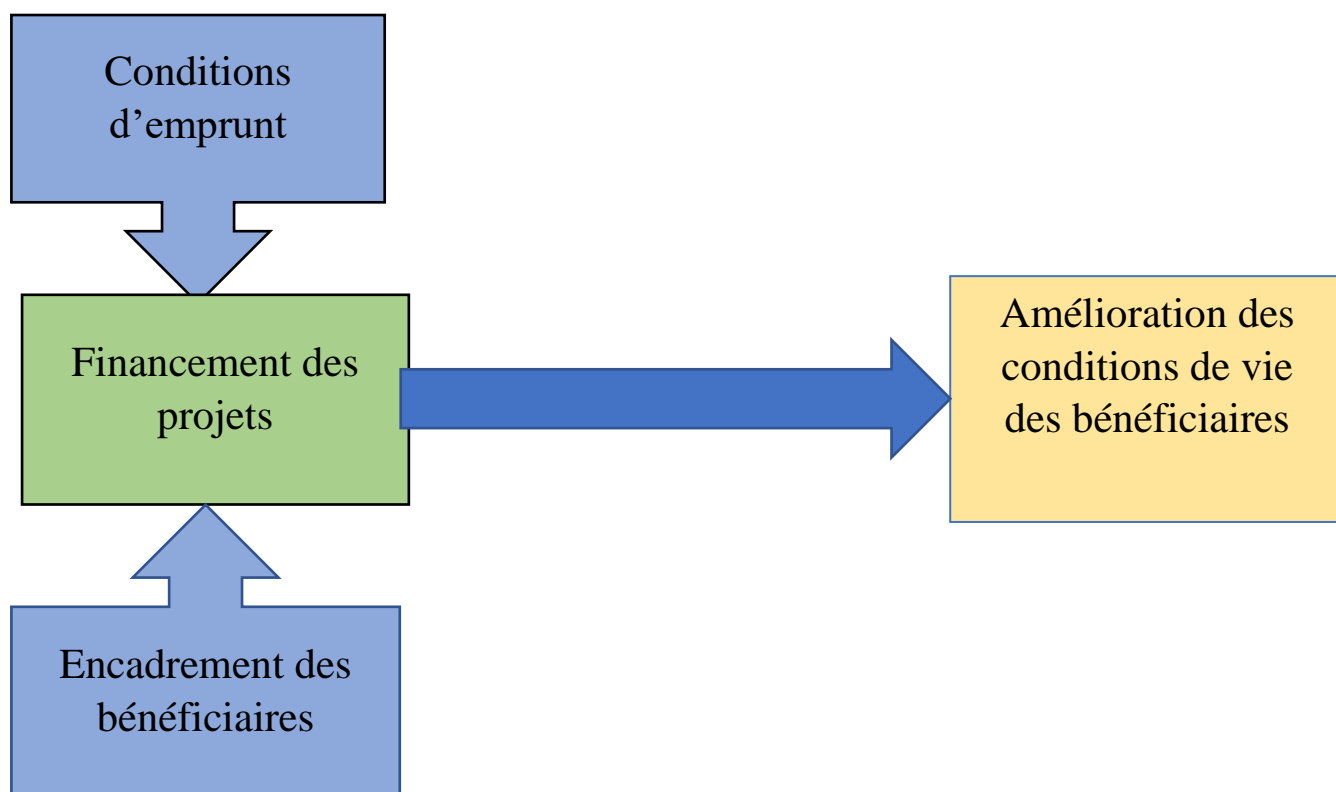 Conditions
d’emprunt
Financement des
projets
Amélioration des
conditions de vie
des bénéficiaires
Encadrement des
bénéficiaires